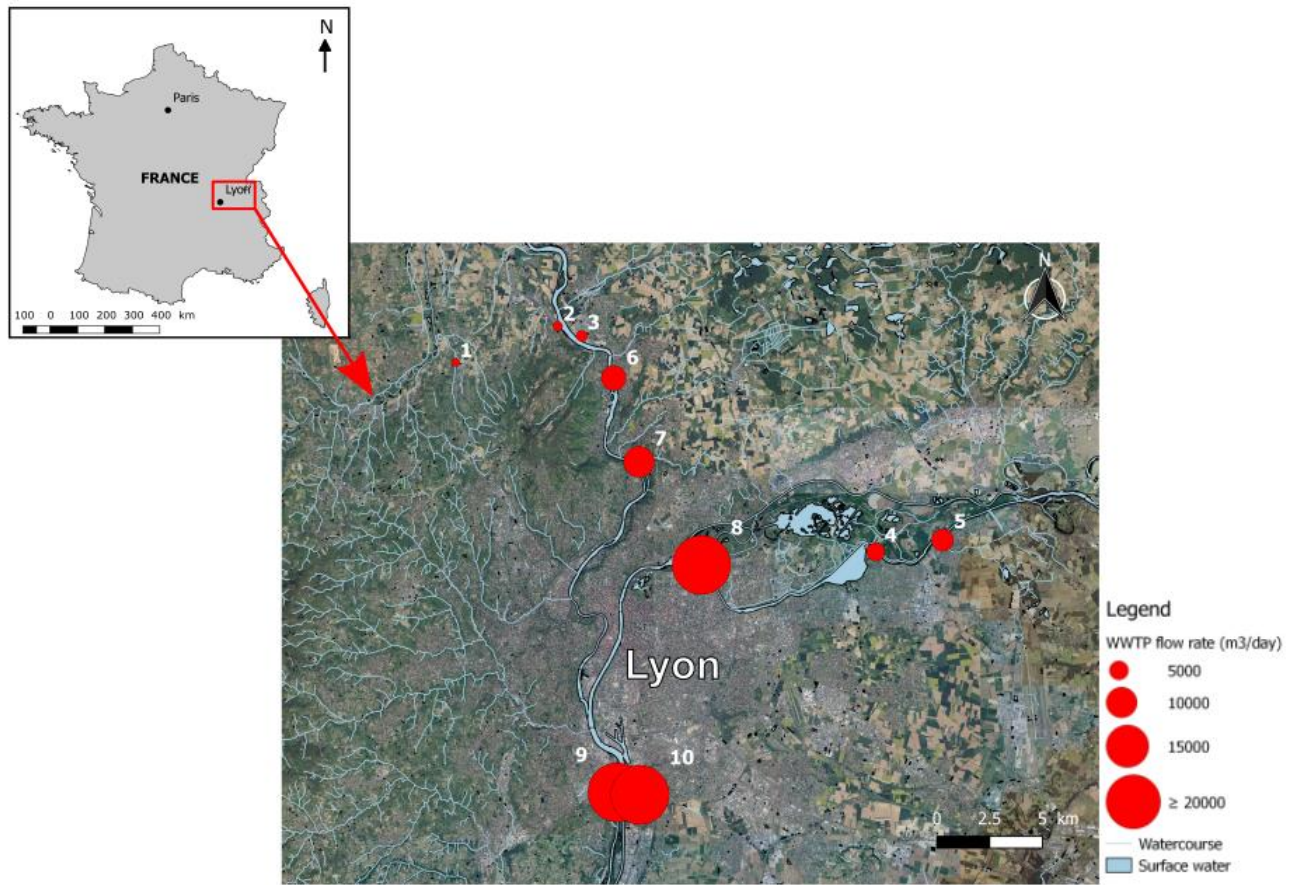 N
Paris
FRANCE
Lyon
100 0 100 200 300 400 km
N
2
3
1
6
7
8
5
4
Lyon
9
10
0 2.5 5 km
Legend
WWTP flow rate (m3/day)
5000
10000
15000
≥ 20000
Watercourse
Surface water